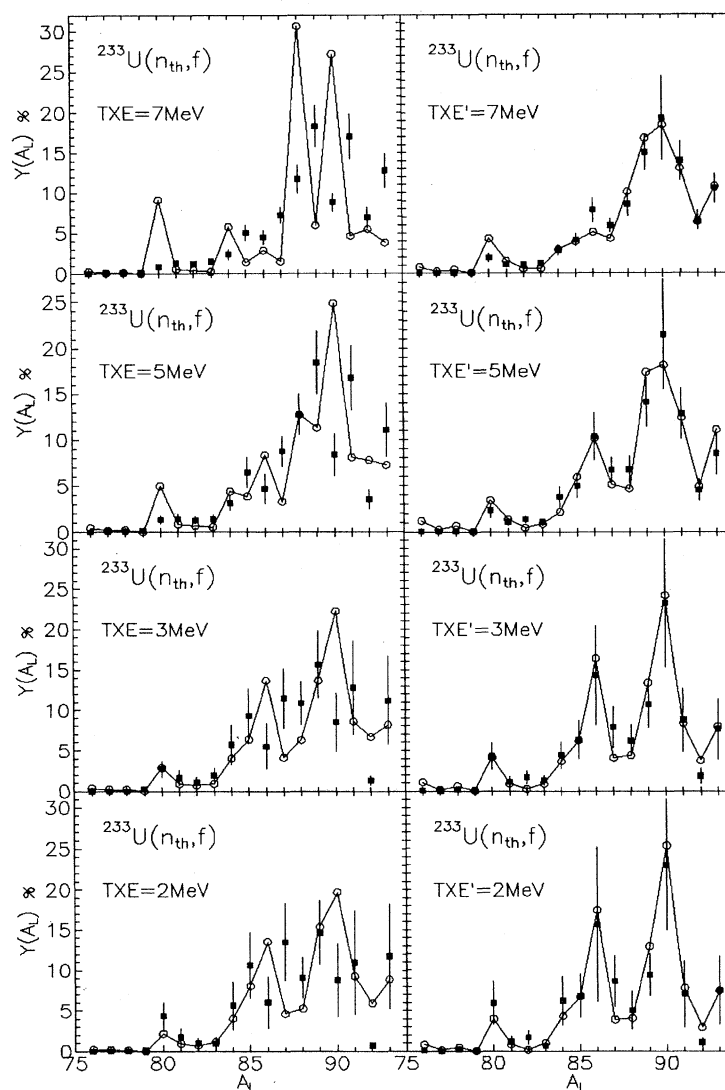 30
25
20
15
10
5
0
Y(A_L) %
²³³U(n_th,f)
TXE=7MeV
²³³U(n_th,f)
TXE'=7MeV
25
20
15
10
5
0
Y(A_L) %
²³³U(n_th,f)
TXE=5MeV
²³³U(n_th,f)
TXE'=5MeV
30
25
20
15
10
5
0
Y(A_L) %
²³³U(n_th,f)
TXE=3MeV
²³³U(n_th,f)
TXE'=3MeV
30
25
20
15
10
5
0
Y(A_L) %
²³³U(n_th,f)
TXE=2MeV
²³³U(n_th,f)
TXE'=2MeV
75 80 85 90 75 80 85 90
A_L A_L